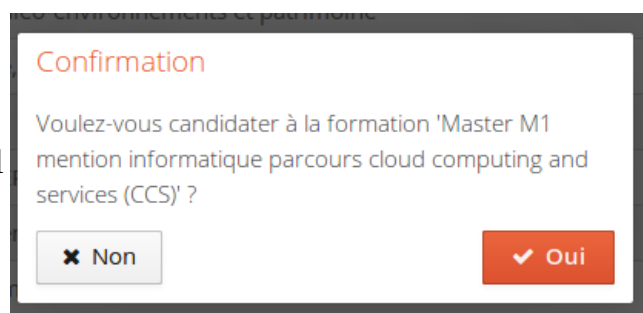 Confirmation
Voulez-vous candidater à la formation 'Master M1
mention informatique parcours cloud computing and
services (CCS)' ?
✖ Non
✔ Oui